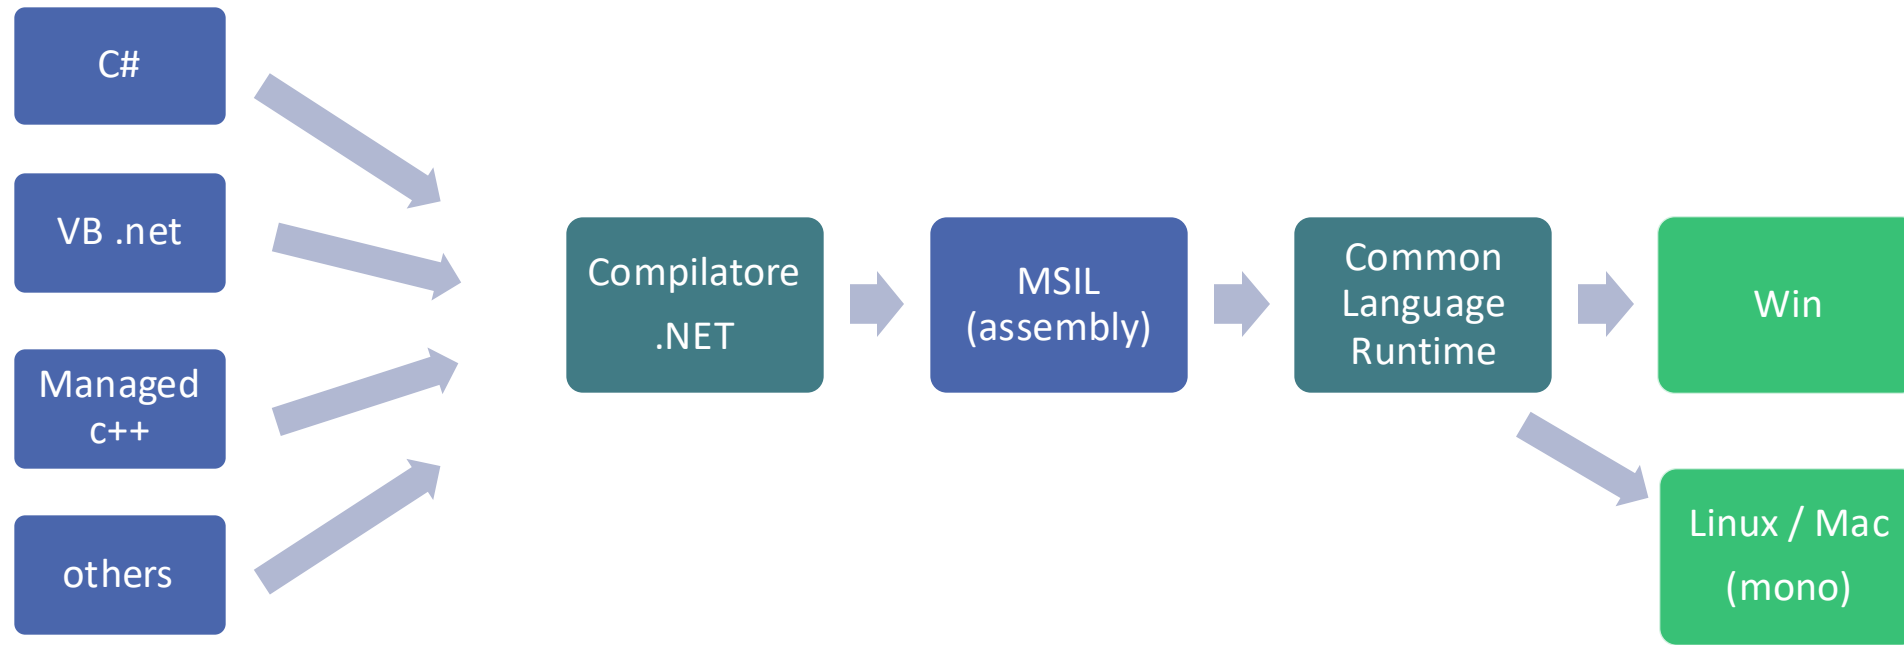 C#
VB .net
Managed
c++
others
Compilatore
.NET
MSIL
(assembly)
Common
Language
Runtime
Win
Linux / Mac
(mono)